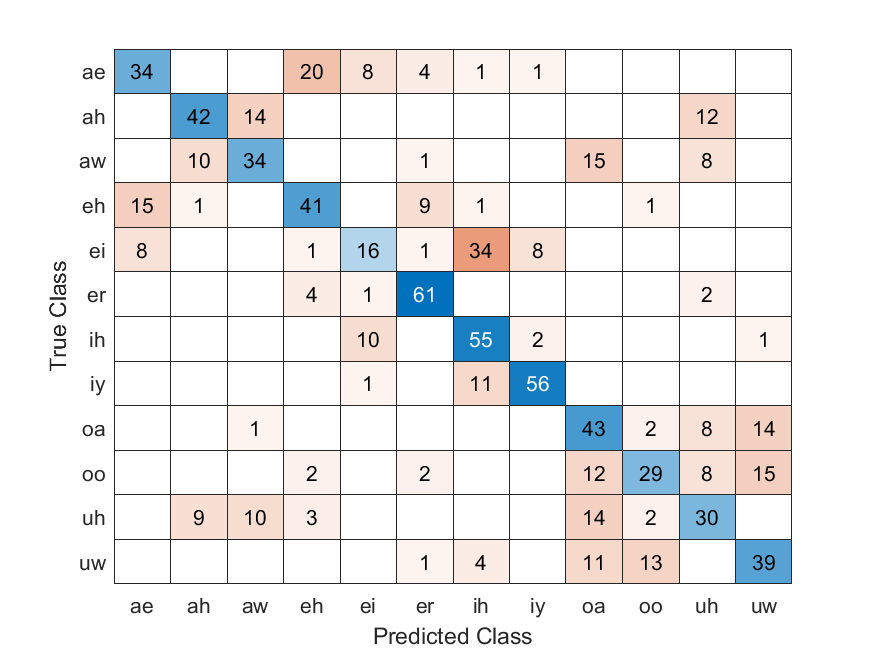 ae 34 20 8 4 1 1
ah 42 14 12
aw 10 34 1 15 8
eh 15 1 41 9 1 1
ei 8 1 16 1 34 8
er 4 1 61 2
ih 10 55 2 1
iy 1 11 56
oa 1 43 2 8 14
oo 2 2 12 29 8 15
uh 9 10 3 14 2 30
uw 1 4 11 13 39
ae ah aw eh ei er ih iy oa oo uh uw
Predicted Class
True Class